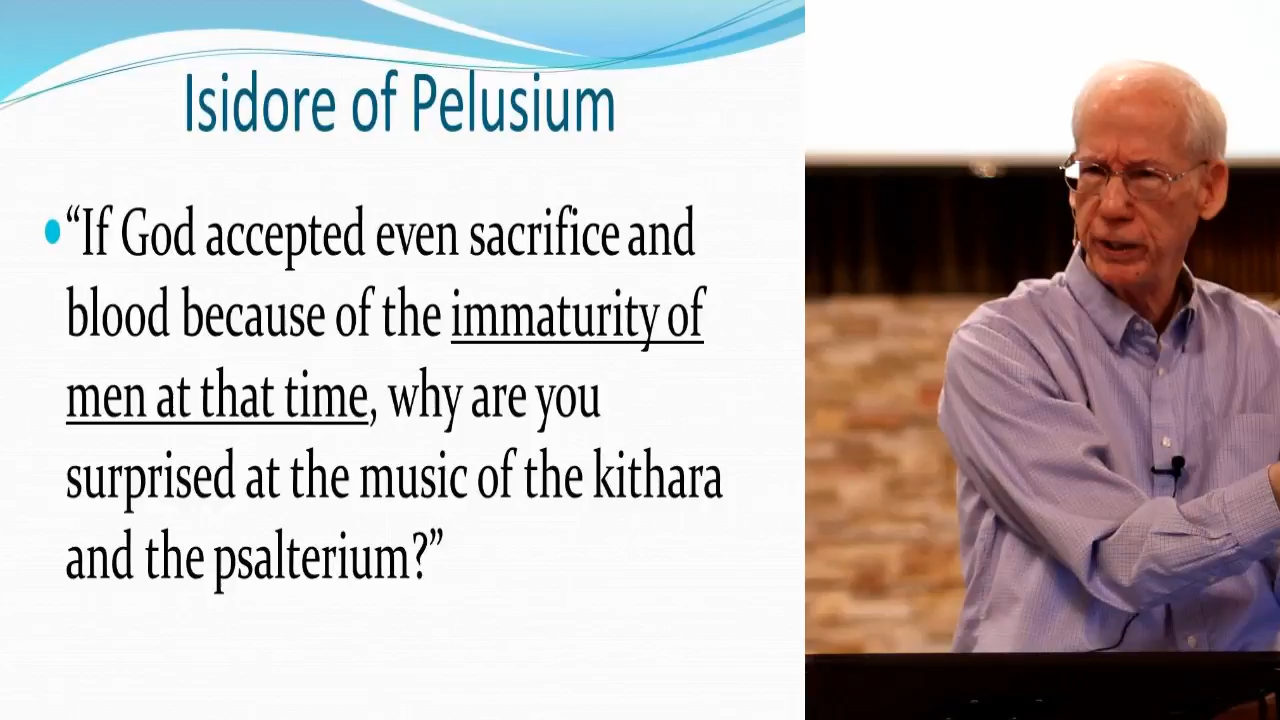 Isidore of Pelusium
•“If God accepted even sacrifice and
blood because of the immaturity of
men at that time, why are you
surprised at the music of the kithara
and the psalterium?”